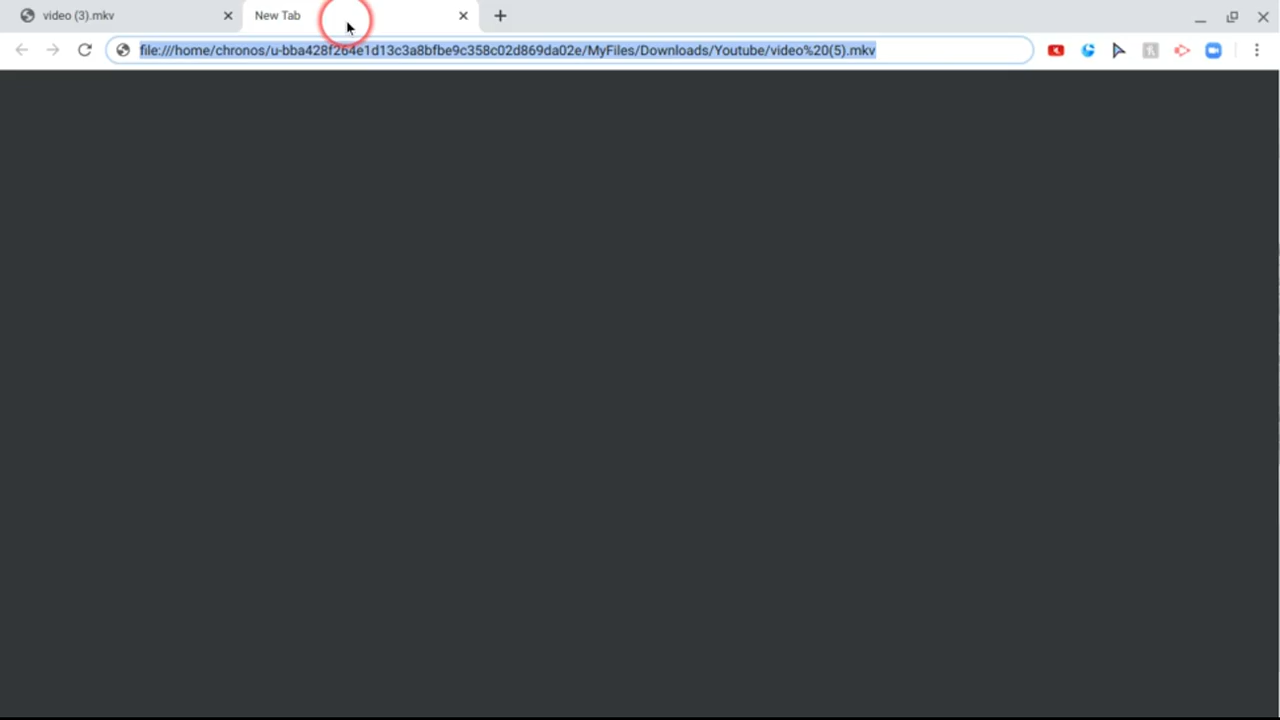 video (3).mkv
New Tab
file:///home/chronos/u-bba428f264e1d13c3a8bfbe9c358c02d869da02e/MyFiles/Downloads/Youtube/video%20(5).mkv